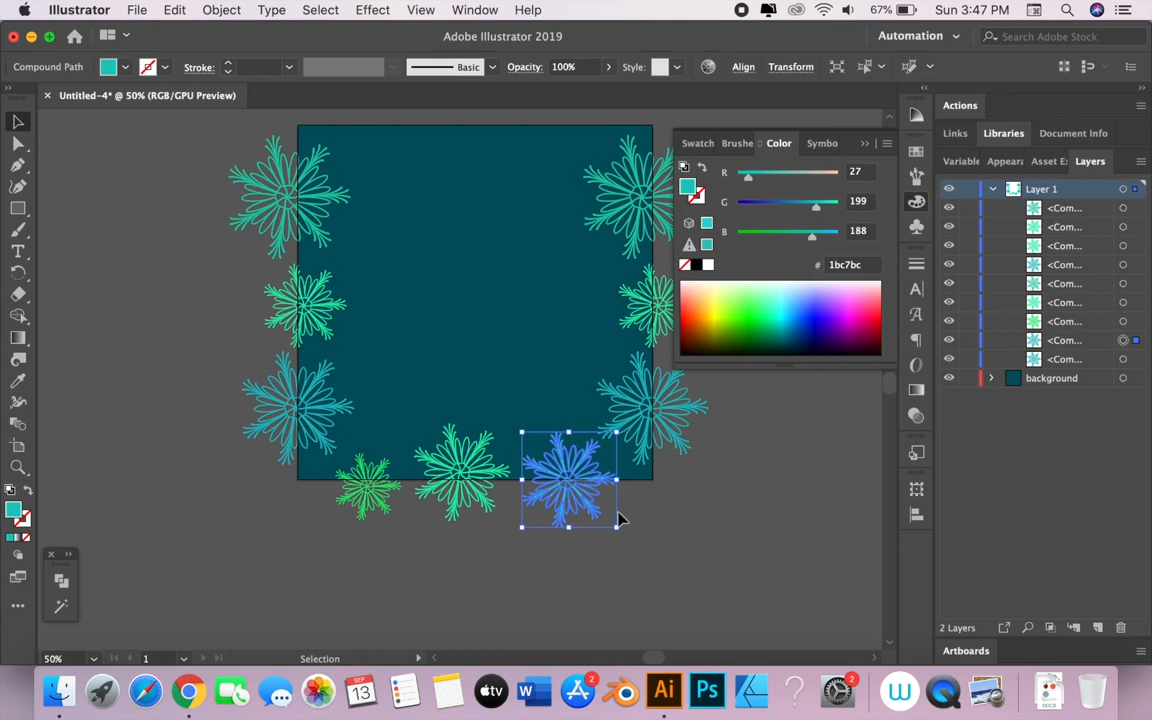 Illustrator File Edit Object Type Select Effect View Window Help 67% Sun 3:47 PM
Adobe Illustrator 2019 Automation Search Adobe Stock
Compound Path Stroke: Basic Opacity: 100% Style: Align Transform
× Untitled-4* @ 50% (RGB/GPU Preview)
Actions
Links Libraries Document Info
Swatch Brushe Color Symbo
Variable Appeara Asset E: Layers
R 27
G 199
B 188
# 1bc7bc
Layer 1
<Com...
<Com...
<Com...
<Com...
<Com...
<Com...
<Com...
<Com...
<Com...
background
2 Layers
Artboards
50% 1 Selection
SEP
13
tv
W
2
Ai
Ps
?
2
W
DOCX